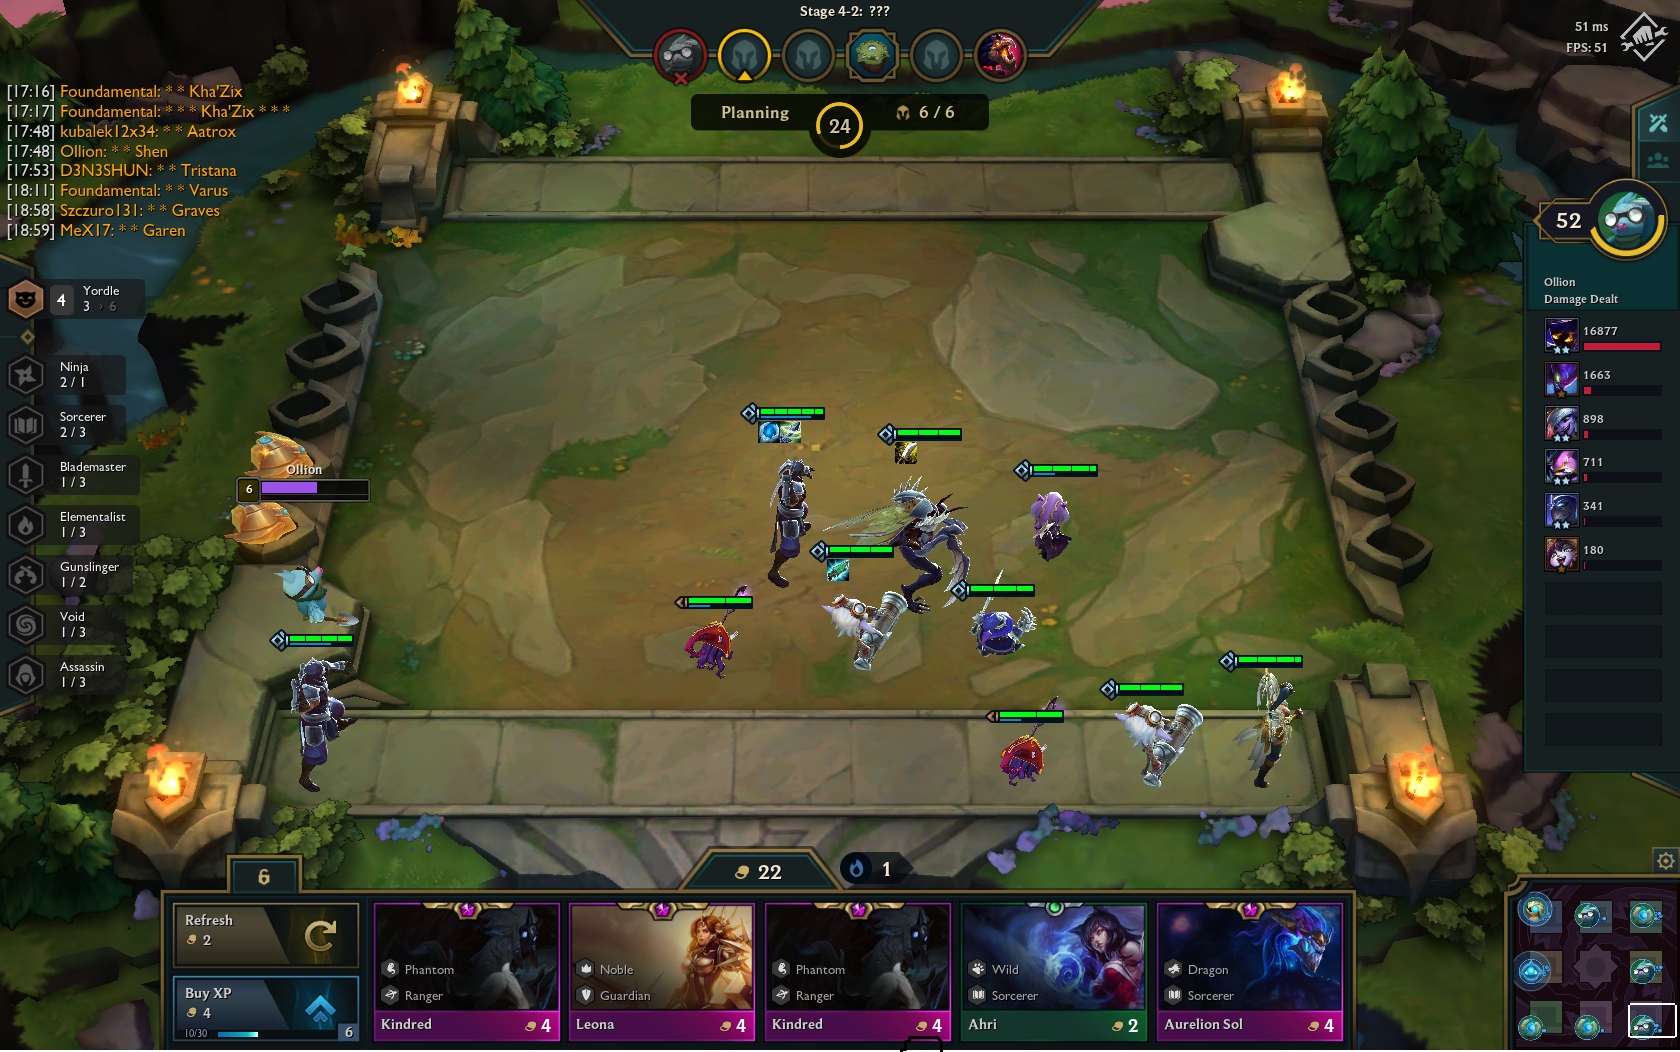 Stage 4-2: ???
51 ms
FPS: 51
Planning
24
6 / 6
[17:16] Foundamental: * * Kha'Zix
[17:17] Foundamental: * * * Kha'Zix * * *
[17:48] kubalek12x34: * * Aatrox
[17:48] Ollion: * * Shen
[17:53] D3N3SHUN: * * Tristana
[18:11] Foundamental: * * Varus
[18:58] Szczuro131: * * Graves
[18:59] MeX17: * * Garen
4
Yordle
3 › 6
Ninja
2 / 1
Sorcerer
2 / 3
Blademaster
1 / 3
Elementalist
1 / 3
Gunslinger
1 / 2
Void
1 / 3
Assassin
1 / 3
Ollion
6
52
Ollion
Damage Dealt
16877
1663
898
711
341
180
6
22
1
Refresh
2
Buy XP
4
10/30
6
Phantom
Ranger
Kindred
4
Noble
Guardian
Leona
4
Phantom
Ranger
Kindred
4
Wild
Sorcerer
Ahri
2
Dragon
Sorcerer
Aurelion Sol
4